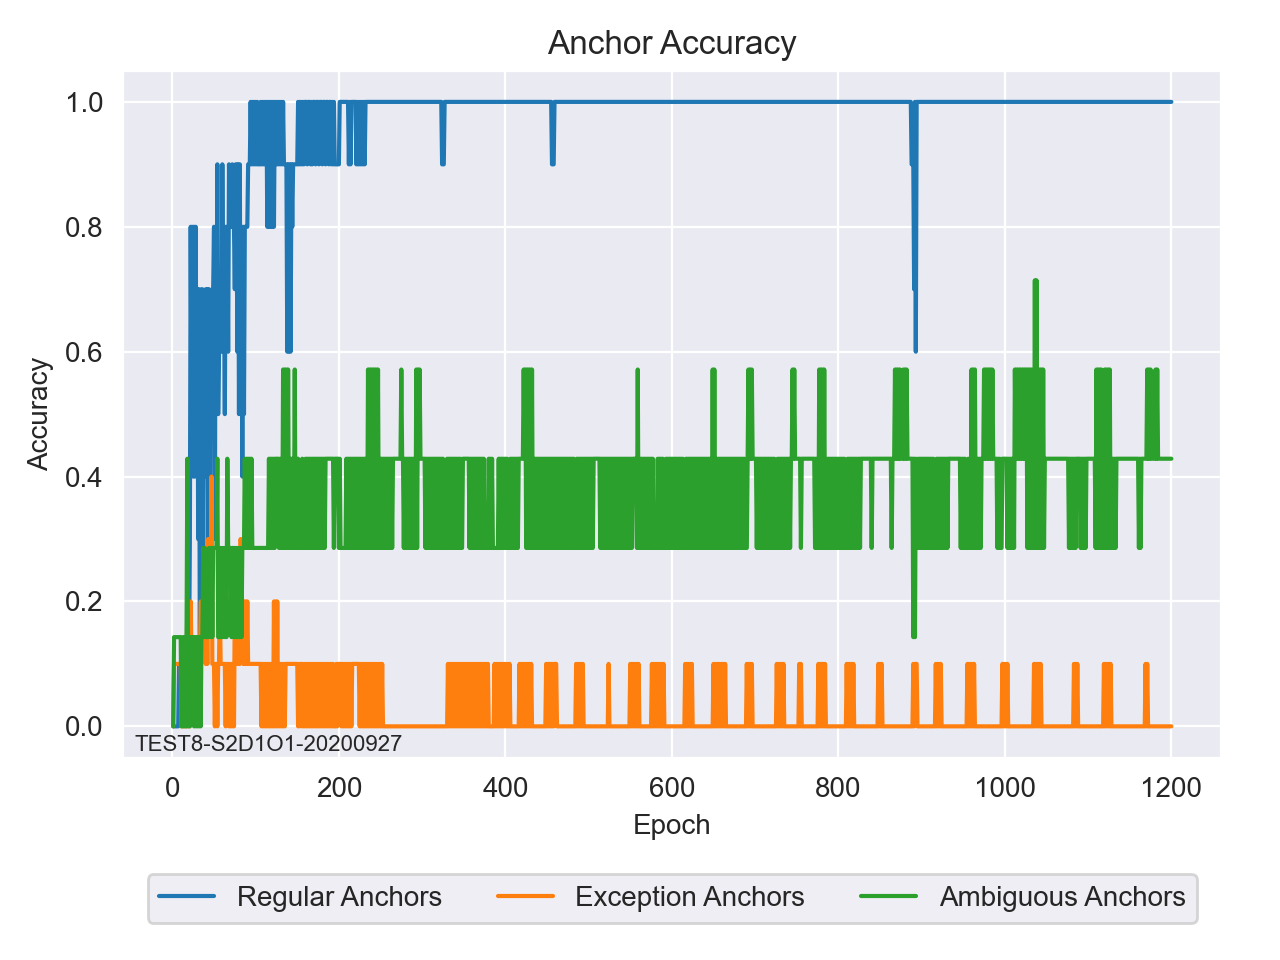 Anchor Accuracy
1.0
0.8
0.6
0.4
0.2
0.0
Accuracy
TEST8-S2D1O1-20200927
0 200 400 600 800 1000 1200
Epoch
Regular Anchors Exception Anchors Ambiguous Anchors